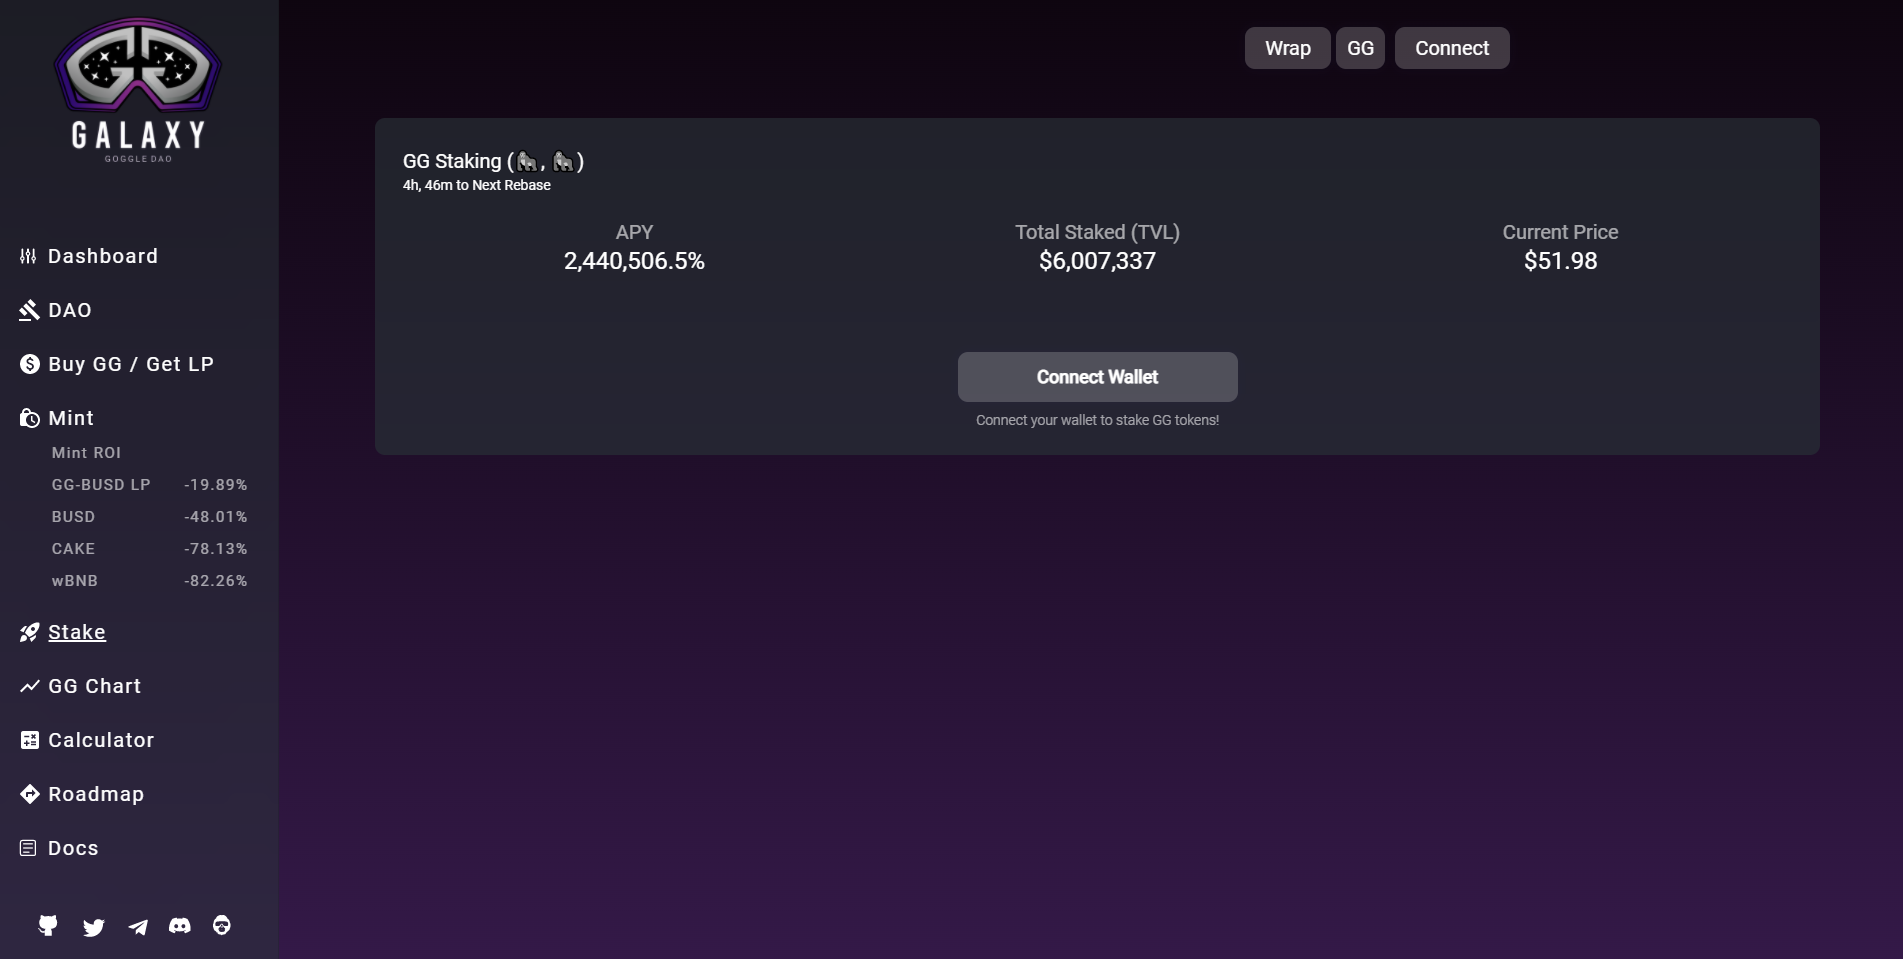 GALAXY
GOGGLE DAO
Dashboard
DAO
Buy GG / Get LP
Mint
Mint ROI
GG-BUSD LP -19.89%
BUSD -48.01%
CAKE -78.13%
wBNB -82.26%
Stake
GG Chart
Calculator
Roadmap
Docs
Wrap GG Connect
GG Staking (🦍, 🦍)
4h, 46m to Next Rebase
APY
2,440,506.5%
Total Staked (TVL)
$6,007,337
Current Price
$51.98
Connect Wallet
Connect your wallet to stake GG tokens!